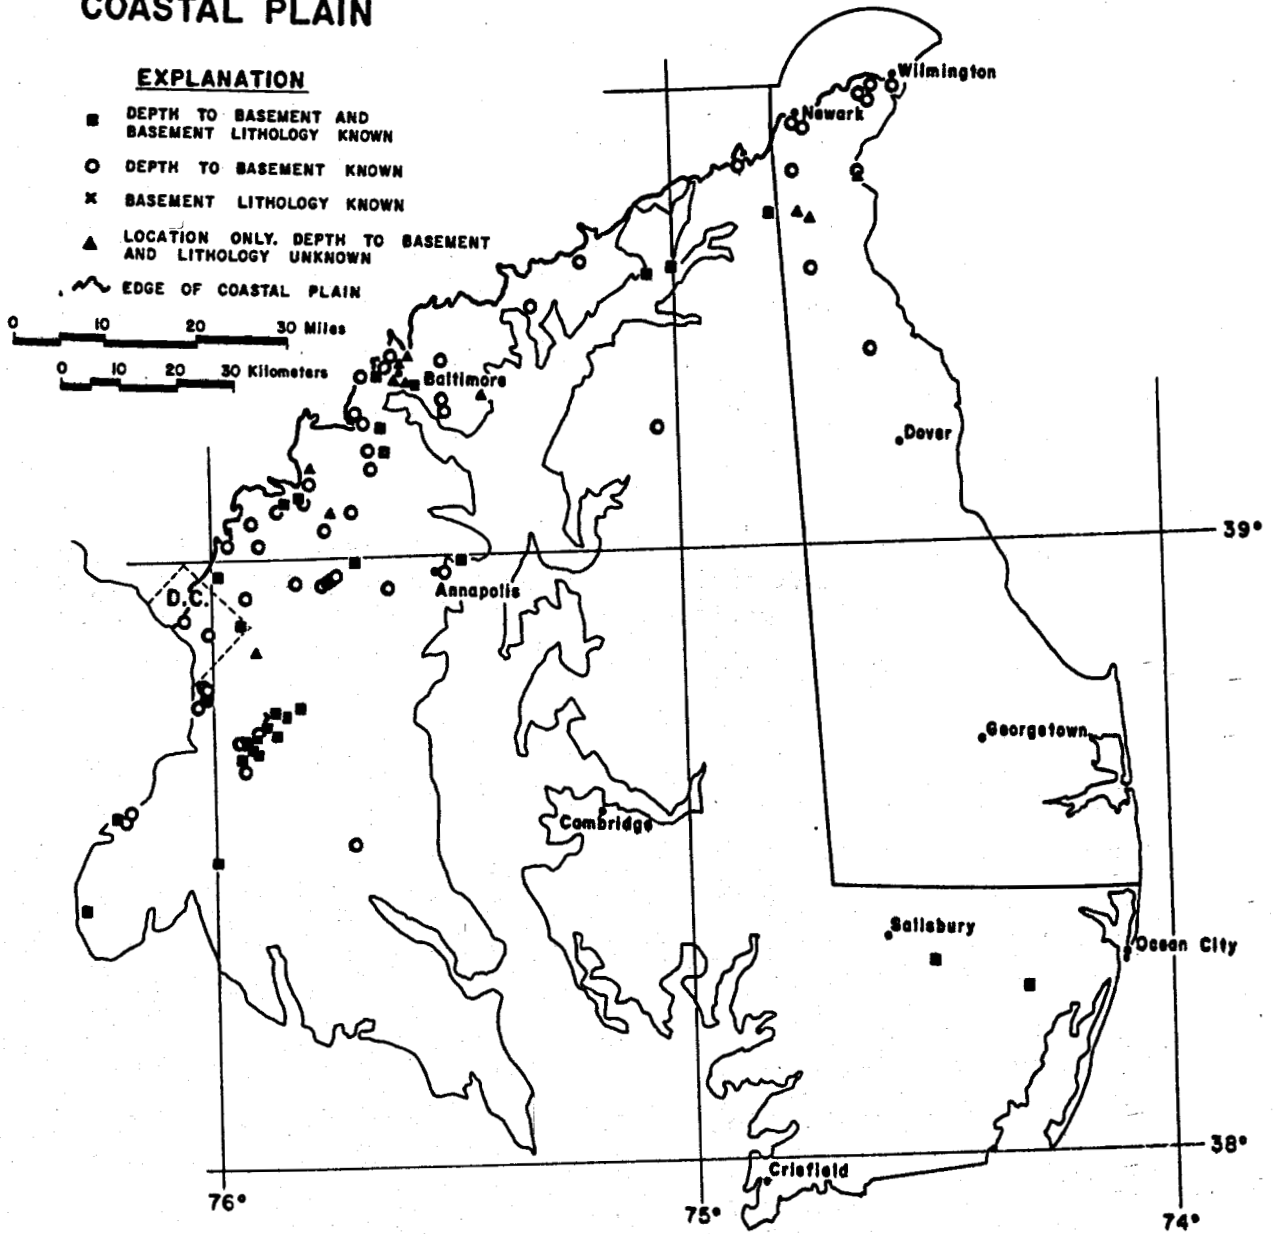 COASTAL PLAIN
EXPLANATION
DEPTH TO BASEMENT AND
BASEMENT LITHOLOGY KNOWN
DEPTH TO BASEMENT KNOWN
BASEMENT LITHOLOGY KNOWN
LOCATION ONLY. DEPTH TO BASEMENT
AND LITHOLOGY UNKNOWN
EDGE OF COASTAL PLAIN
0 10 20 30 Miles
0 10 20 30 Kilometers
Wilmington
Newark
Baltimore
Dover
39°
Annapolis
D.C.
Georgetown
Cambridge
Salisbury
Ocean City
38°
Crisfield
76°
75°
74°